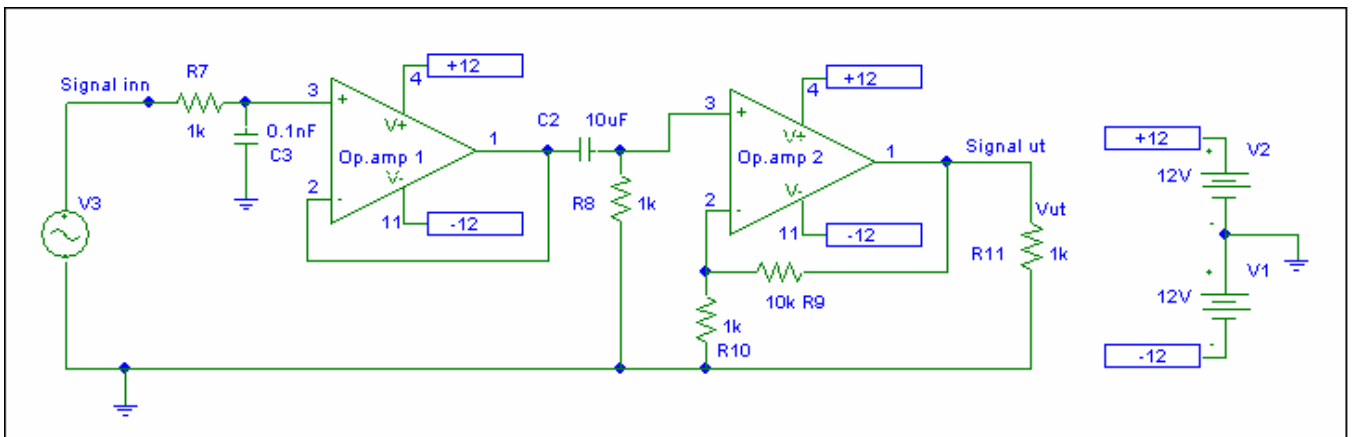 Signal inn
R7
1k
0.1nF
C3
V3
+
3
+
2
-
V+
4
+12
Op.amp 1
V-
11
-12
1
C2 10uF
R8
1k
3
+
2
-
V+
4
+12
Op.amp 2
V-
11
-12
1
Signal ut
10k R9
1k
R10
Vut
R11
1k
+12
+
V2
12V
-
+
V1
12V
-
-12